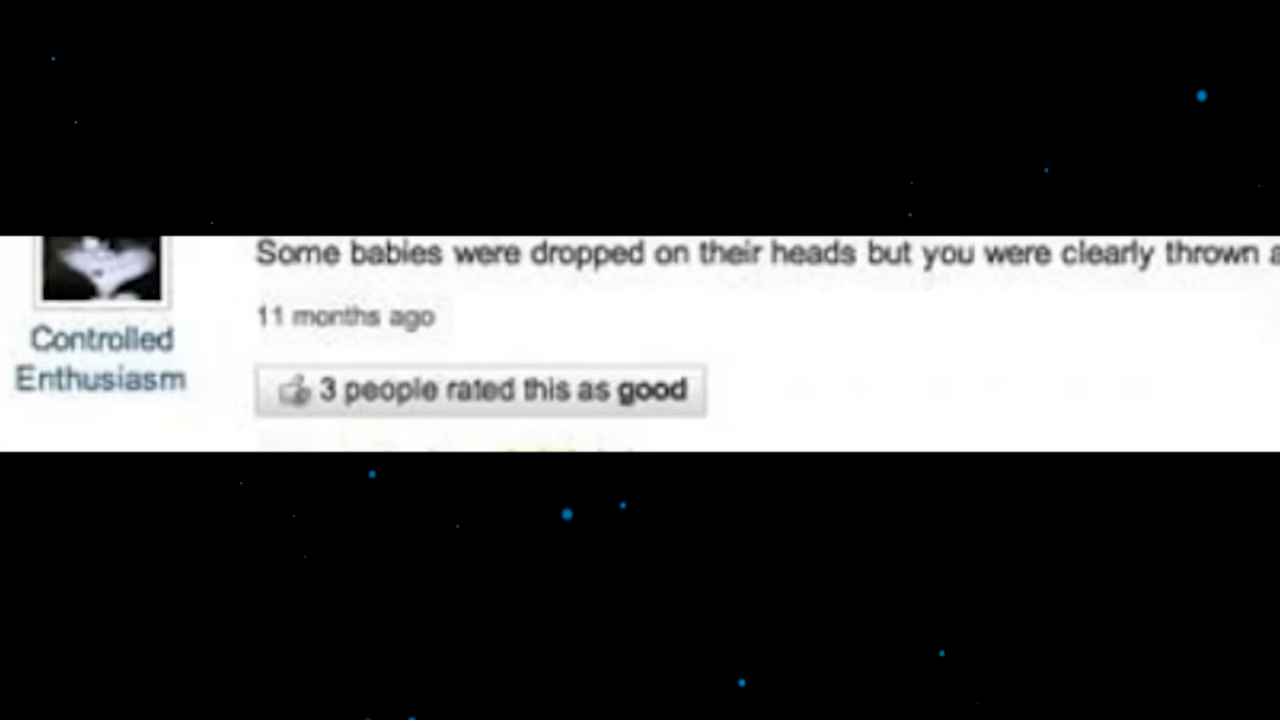 Some babies were dropped on their heads but you were clearly thrown a
11 months ago
Controlled
Enthusiasm
3 people rated this as good